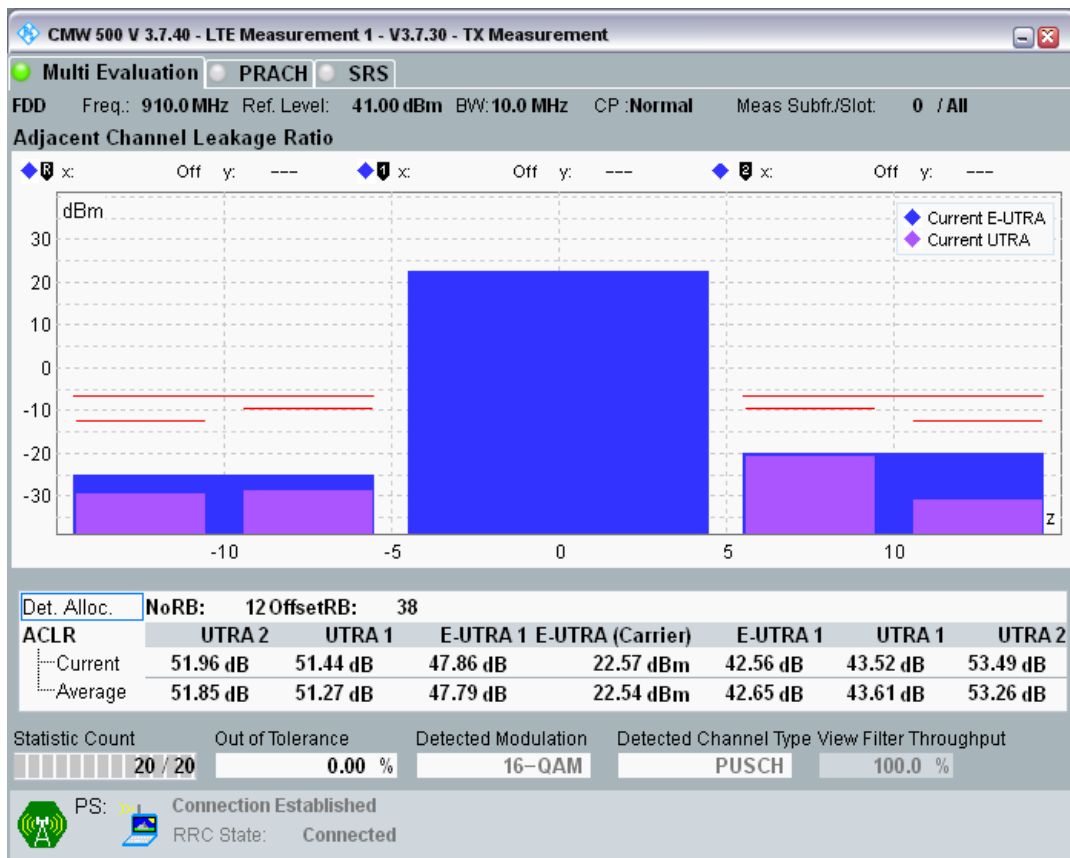 CMW 500 V 3.7.40 - LTE Measurement 1 - V3.7.30 - TX Measurement
Multi Evaluation PRACH SRS
FDD Freq.: 910.0 MHz Ref. Level: 41.00 dBm BW: 10.0 MHz CP :Normal Meas Subfr./Slot: 0 / All
Adjacent Channel Leakage Ratio
R x: Off y: --- 1 x: Off y: --- 2 x: Off y: ---
dBm
Current E-UTRA
Current UTRA
30
20
10
0
-10
-20
-30
z
-10 -5 0 5 10
Det. Alloc. NoRB: 12 OffsetRB: 38
ACLR UTRA 2 UTRA 1 E-UTRA 1 E-UTRA (Carrier) E-UTRA 1 UTRA 1 UTRA 2
Current 51.96 dB 51.44 dB 47.86 dB 22.57 dBm 42.56 dB 43.52 dB 53.49 dB
Average 51.85 dB 51.27 dB 47.79 dB 22.54 dBm 42.65 dB 43.61 dB 53.26 dB
Statistic Count Out of Tolerance Detected Modulation Detected Channel Type View Filter Throughput
20 / 20 0.00 % 16-QAM PUSCH 100.0 %
PS: Connection Established
RRC State: Connected